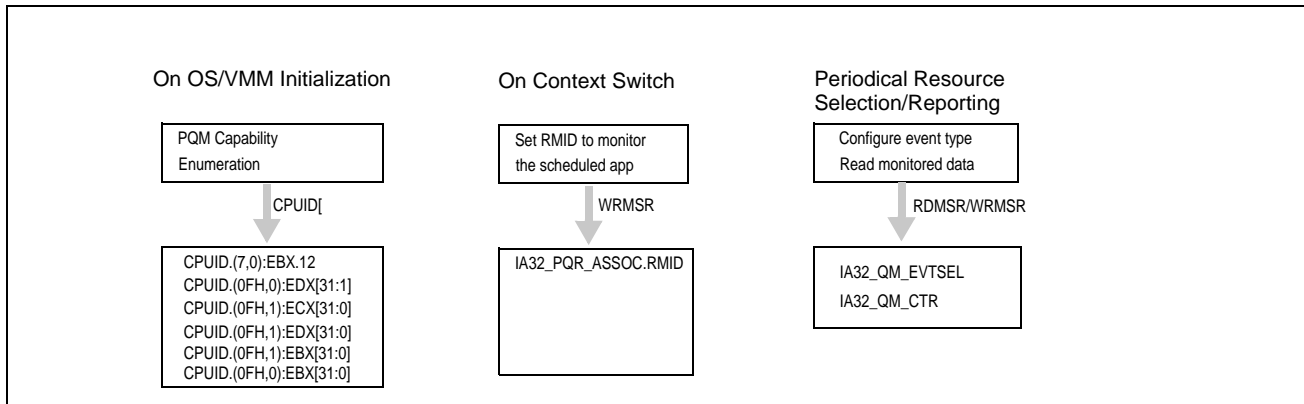 On OS/VMM Initialization
PQM Capability
Enumeration
CPUID[
CPUID.(7,0):EBX.12
CPUID.(0FH,0):EDX[31:1]
CPUID.(0FH,1):ECX[31:0]
CPUID.(0FH,1):EDX[31:0]
CPUID.(0FH,1):EBX[31:0]
CPUID.(0FH,0):EBX[31:0]
On Context Switch
Set RMID to monitor
the scheduled app
WRMSR
IA32_PQR_ASSOC.RMID
Periodical Resource
Selection/Reporting
Configure event type
Read monitored data
RDMSR/WRMSR
IA32_QM_EVTSEL
IA32_QM_CTR